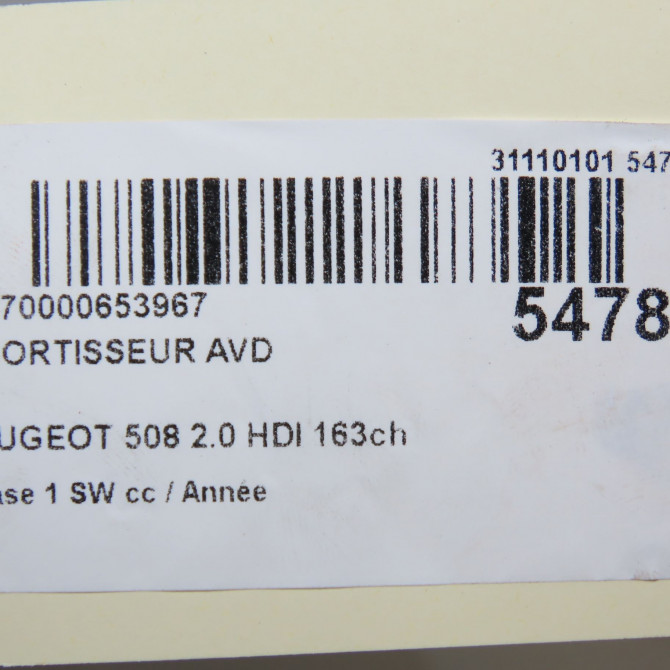 31110101 547
70000653967
5478
ORTISSEUR AVD
UGEOT 508 2.0 HDI 163ch
ase 1 SW cc / Année